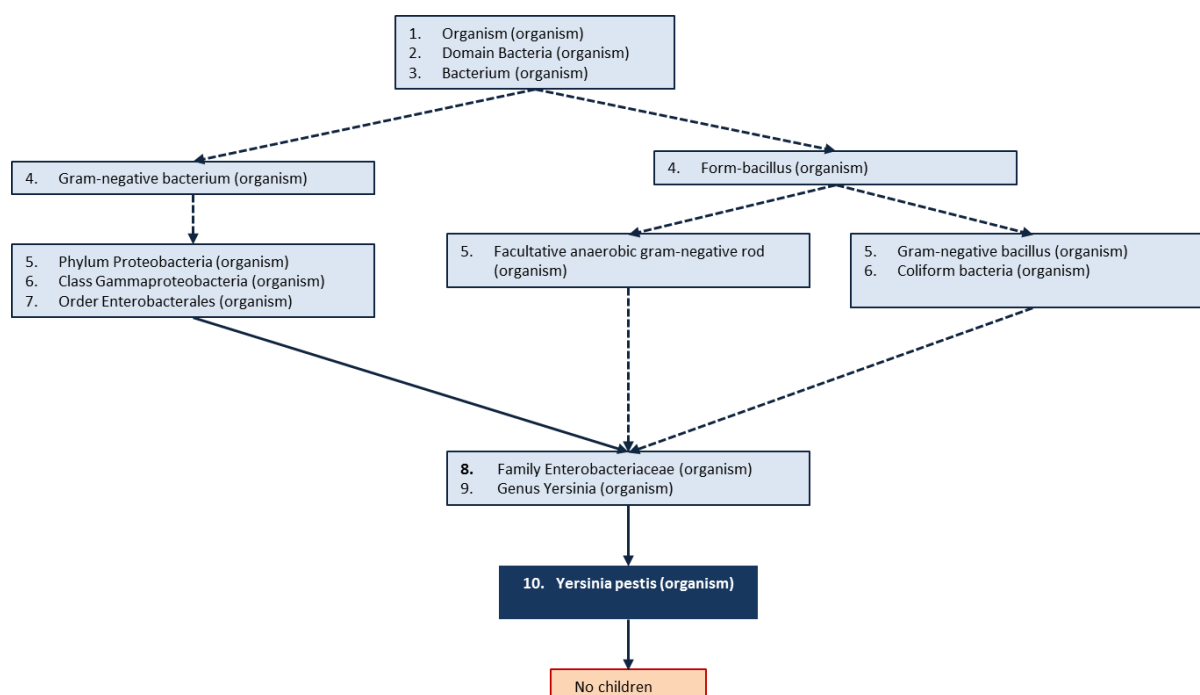 1. Organism (organism)
2. Domain Bacteria (organism)
3. Bacterium (organism)
4. Gram-negative bacterium (organism)
4. Form-bacillus (organism)
5. Phylum Proteobacteria (organism)
6. Class Gammaproteobacteria (organism)
7. Order Enterobacterales (organism)
5. Facultative anaerobic gram-negative rod
(organism)
5. Gram-negative bacillus (organism)
6. Coliform bacteria (organism)
8. Family Enterobacteriaceae (organism)
9. Genus Yersinia (organism)
10. Yersinia pestis (organism)
No children